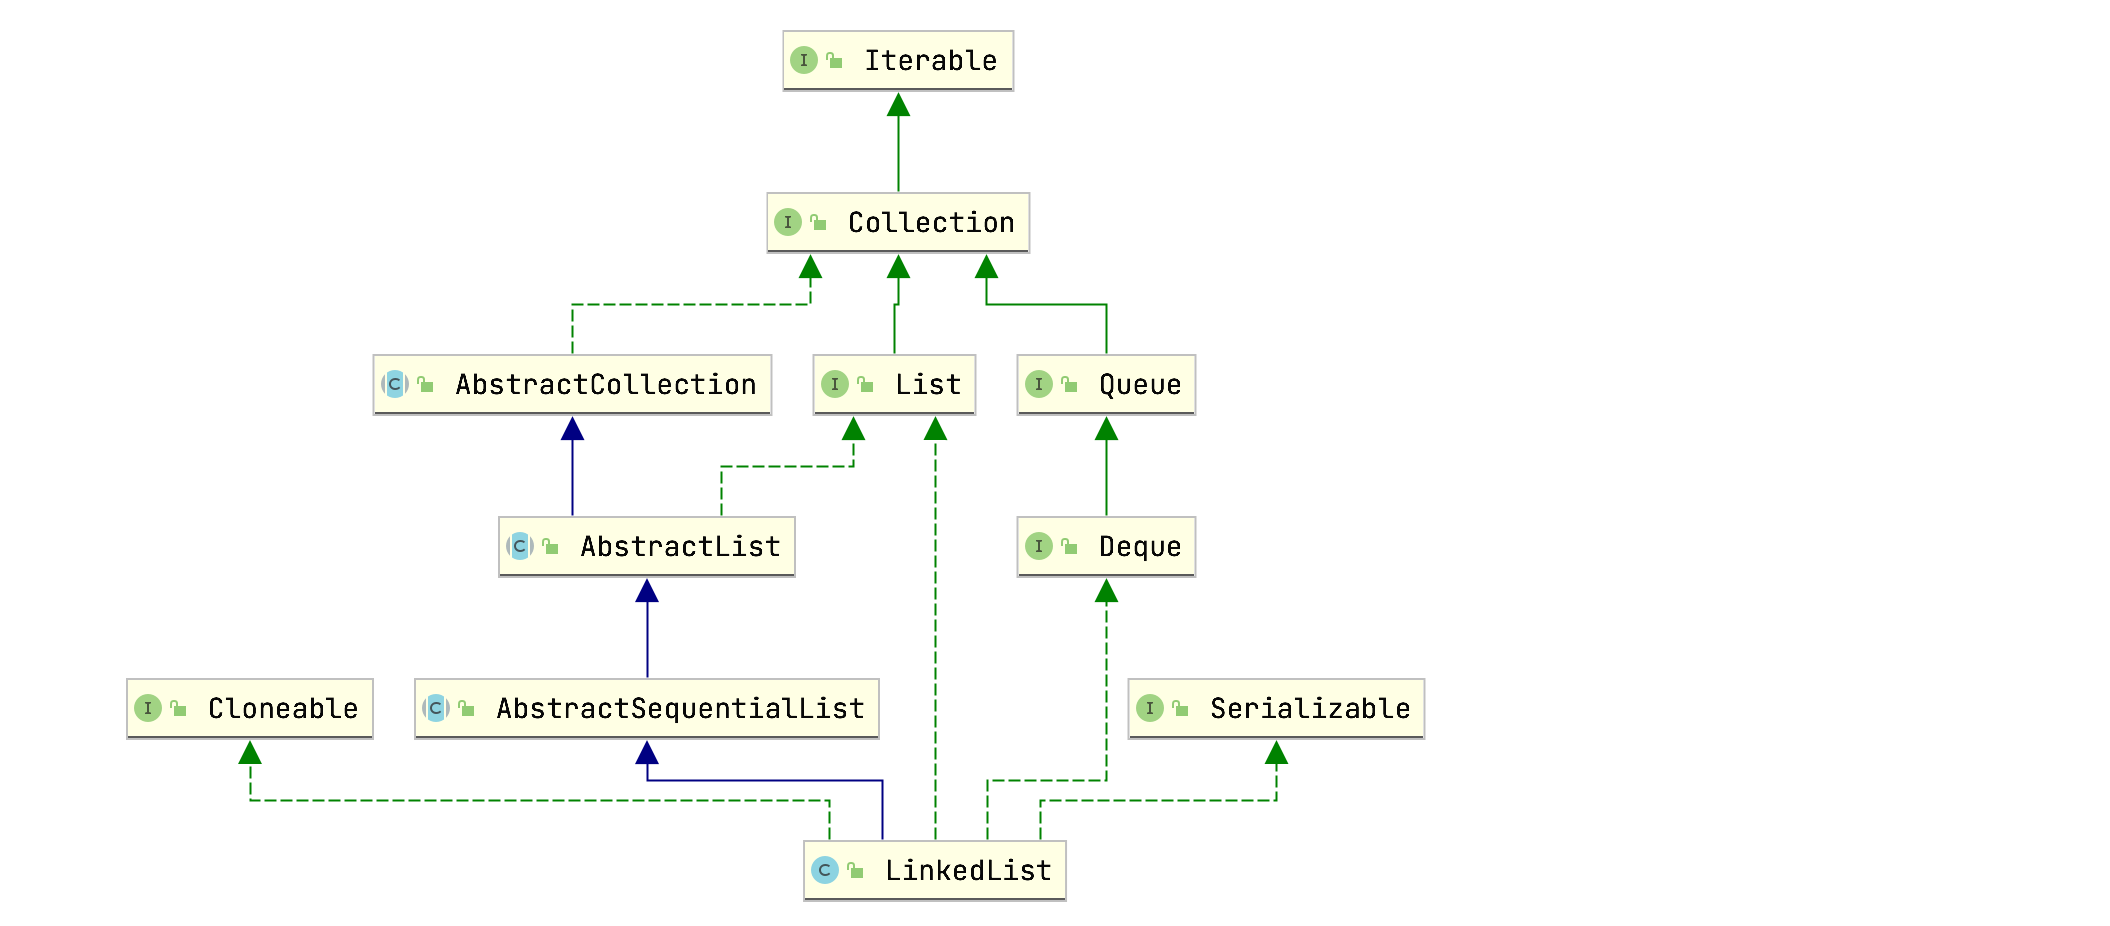 I Iterable
I Collection
C AbstractCollection
I List
I Queue
C AbstractList
I Deque
I Cloneable
C AbstractSequentialList
I Serializable
C LinkedList